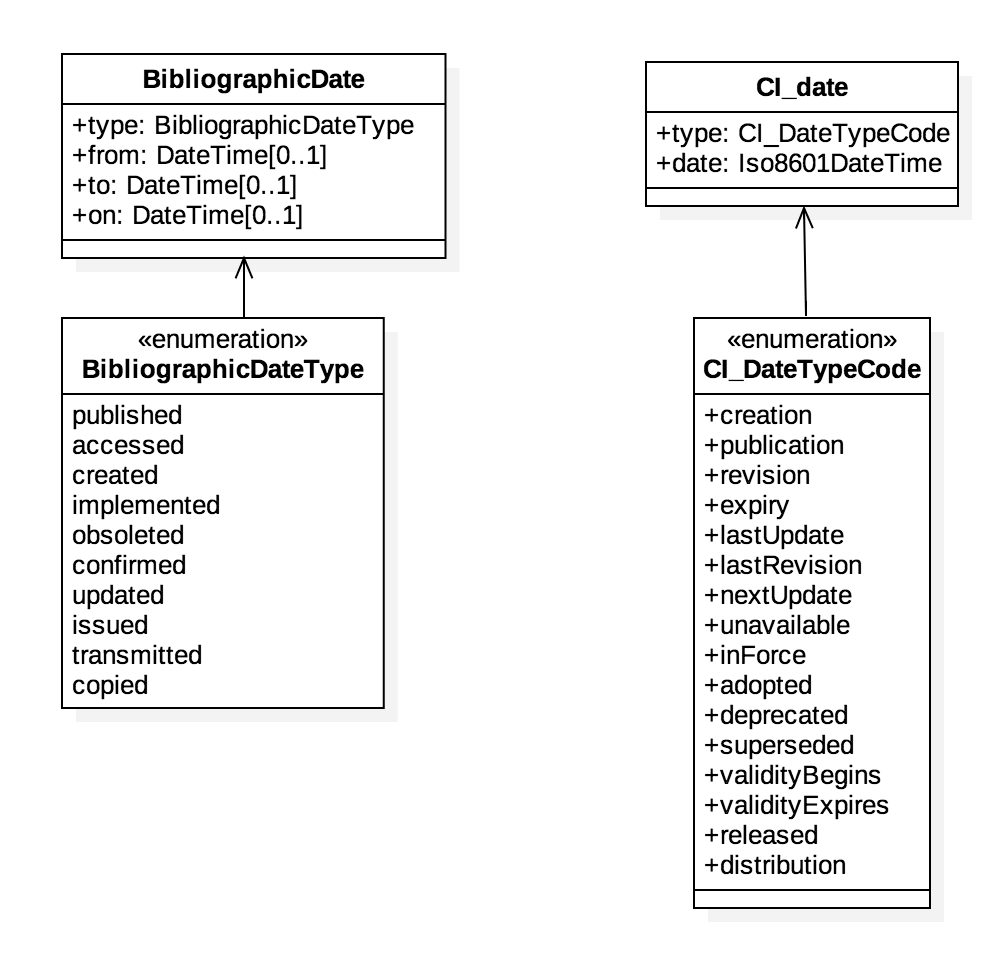 BibliographicDate
+type: BibliographicDateType
+from: DateTime[0..1]
+to: DateTime[0..1]
+on: DateTime[0..1]
«enumeration»
BibliographicDateType
published
accessed
created
implemented
obsoleted
confirmed
updated
issued
transmitted
copied
CI_date
+type: CI_DateTypeCode
+date: Iso8601DateTime
«enumeration»
CI_DateTypeCode
+creation
+publication
+revision
+expiry
+lastUpdate
+lastRevision
+nextUpdate
+unavailable
+inForce
+adopted
+deprecated
+superseded
+validityBegins
+validityExpires
+released
+distribution